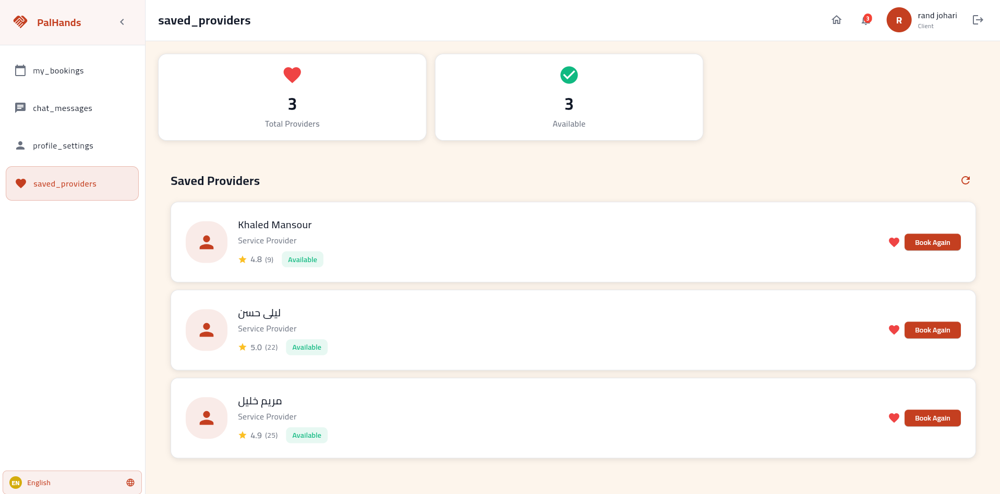 PalHands
my_bookings
chat_messages
profile_settings
saved_providers
EN English
saved_providers
3
R
rand johari
Client
3
Total Providers
3
Available
Saved Providers
Khaled Mansour
Service Provider
4.8 (9) Available
Book Again
ليلى حسن
Service Provider
5.0 (22) Available
Book Again
مريم خليل
Service Provider
4.9 (25) Available
Book Again